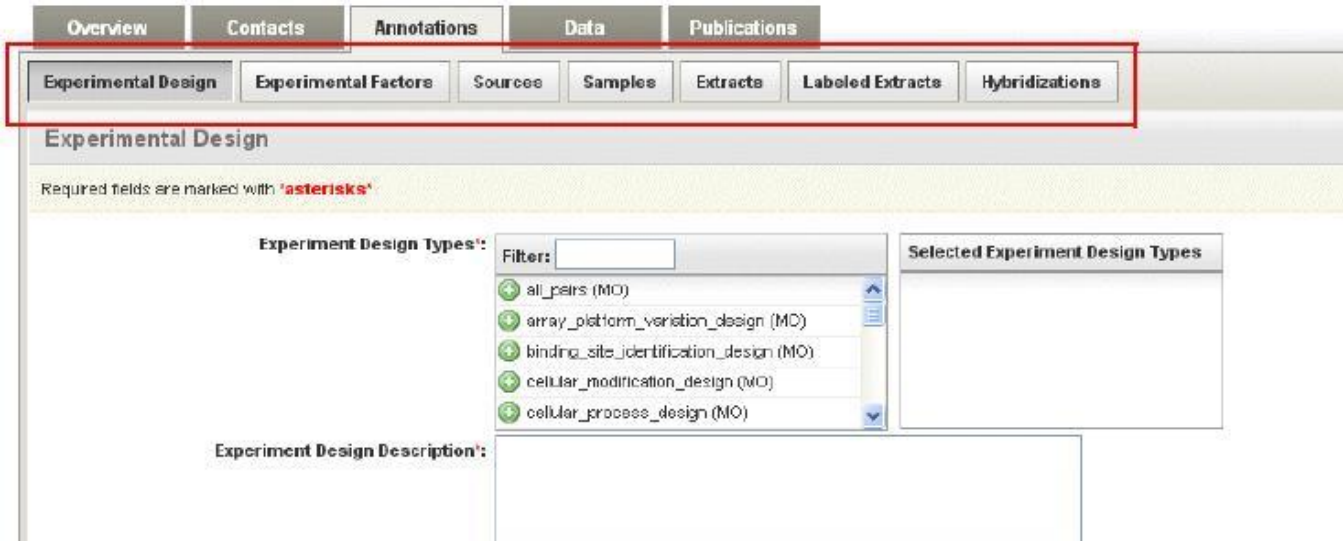 Overview Contacts Annotations Data Publications
Experimental Design Experimental Factors Sources Samples Extracts Labeled Extracts Hybridizations
Experimental Design
Required fields are marked with *asterisks*
Experiment Design Types*: Filter: Selected Experiment Design Types
all_pairs (MO)
array_platform_variation_design (MO)
binding_site_identification_design (MO)
cellular_modification_design (MO)
cellular_process_design (MO)
Experiment Design Description*: